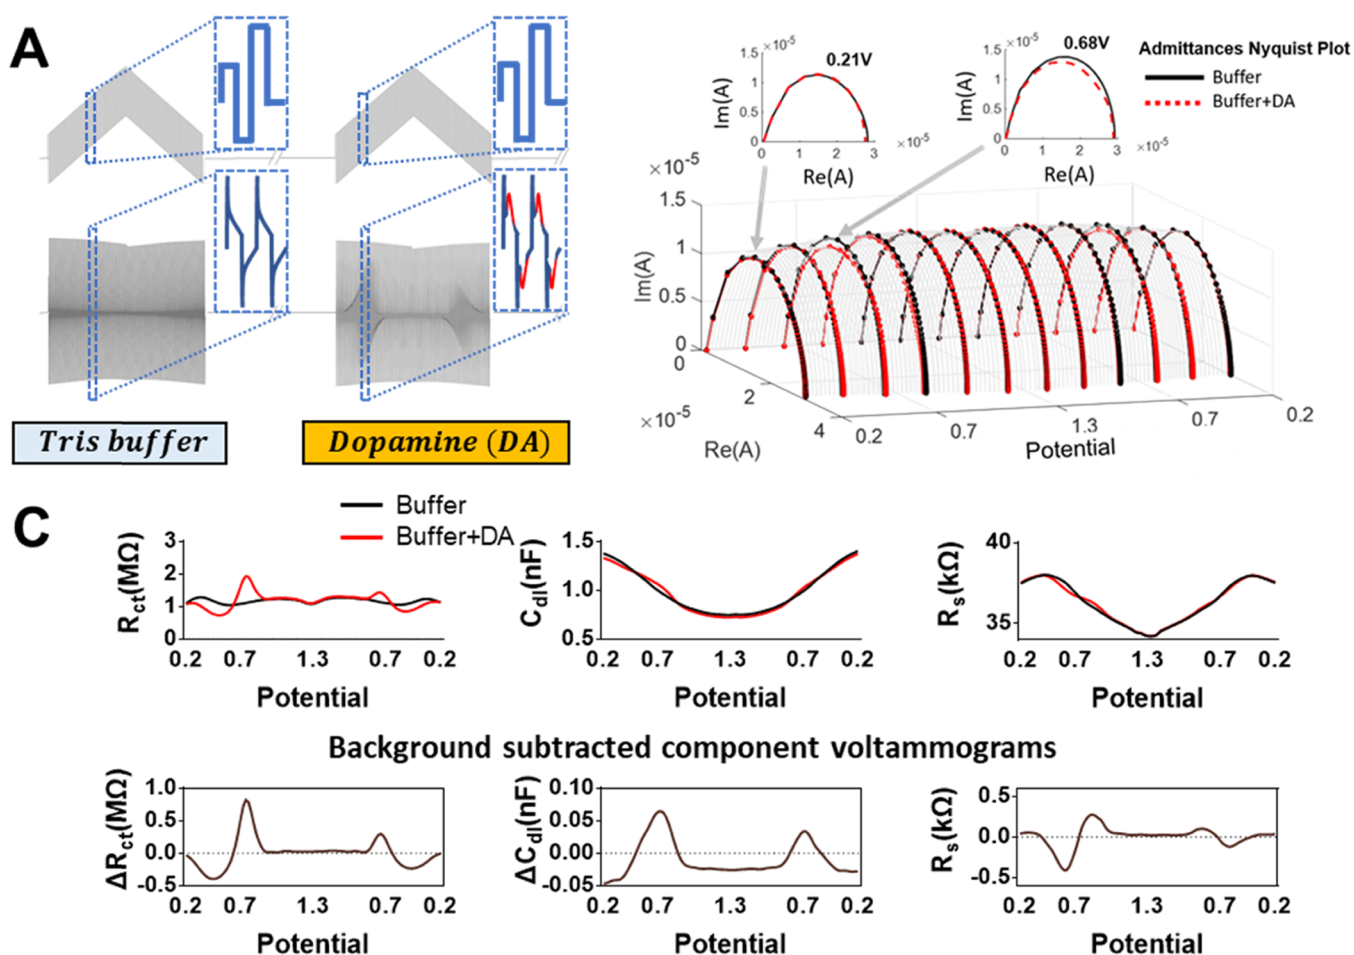 A
Tris buffer
Dopamine (DA)
Admittances Nyquist Plot
Buffer
Buffer+DA
×10⁻⁵
0.21V
1.5
1
0.5
0
Im(A)
0
1
2
3
×10⁻⁵
Re(A)
×10⁻⁵
0.68V
1.5
1
0.5
0
Im(A)
0
1
2
3
×10⁻⁵
Re(A)
×10⁻⁵
1.5
1
0.5
0
Im(A)
0
2
4
×10⁻⁵
Re(A)
0.2
0.7
1.3
0.7
0.2
Potential
C
Buffer
Buffer+DA
Rct(MΩ)
3
2
1
0
0.2 0.7 1.3 0.7 0.2
Potential
Cdl(nF)
1.5
1.0
0.5
0.2 0.7 1.3 0.7 0.2
Potential
Rs(kΩ)
40
35
0.2 0.7 1.3 0.7 0.2
Potential
Background subtracted component voltammograms
ΔRct(MΩ)
1.0
0.5
0.0
-0.5
0.2 0.7 1.3 0.7 0.2
Potential
ΔCdl(nF)
0.10
0.05
0.00
-0.05
0.2 0.7 1.3 0.7 0.2
Potential
Rs(kΩ)
0.5
0.0
-0.5
0.2 0.7 1.3 0.7 0.2
Potential